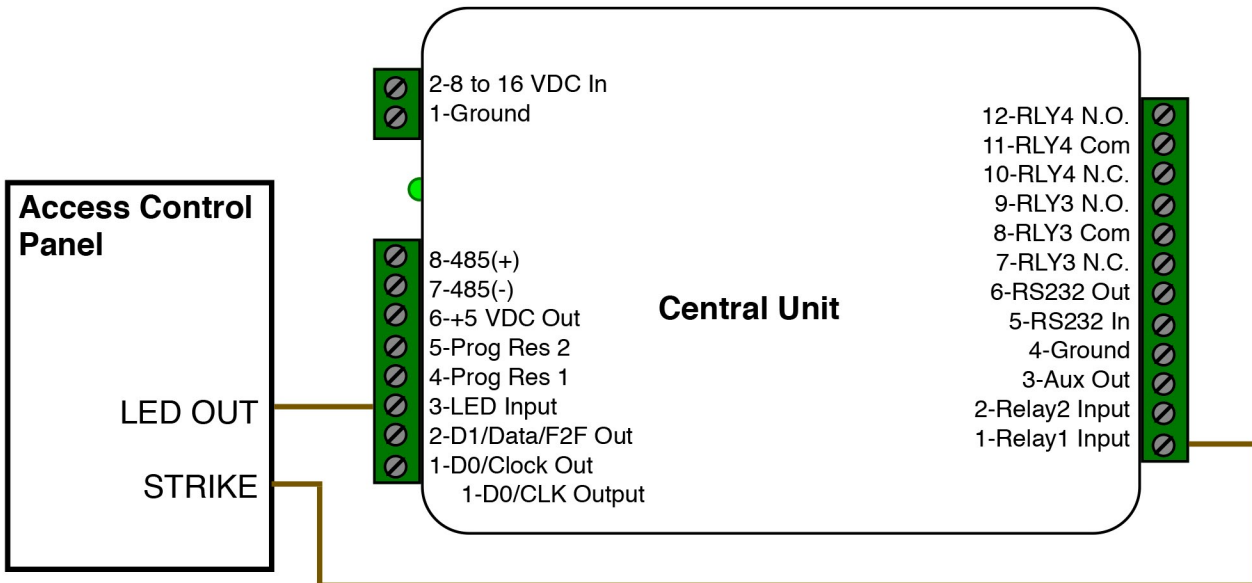 2-8 to 16 VDC In
1-Ground
Access Control
Panel
LED OUT
STRIKE
8-485(+)
7-485(-)
6-+5 VDC Out
5-Prog Res 2
4-Prog Res 1
3-LED Input
2-D1/Data/F2F Out
1-D0/Clock Out
1-D0/CLK Output
Central Unit
12-RLY4 N.O.
11-RLY4 Com
10-RLY4 N.C.
9-RLY3 N.O.
8-RLY3 Com
7-RLY3 N.C.
6-RS232 Out
5-RS232 In
4-Ground
3-Aux Out
2-Relay2 Input
1-Relay1 Input